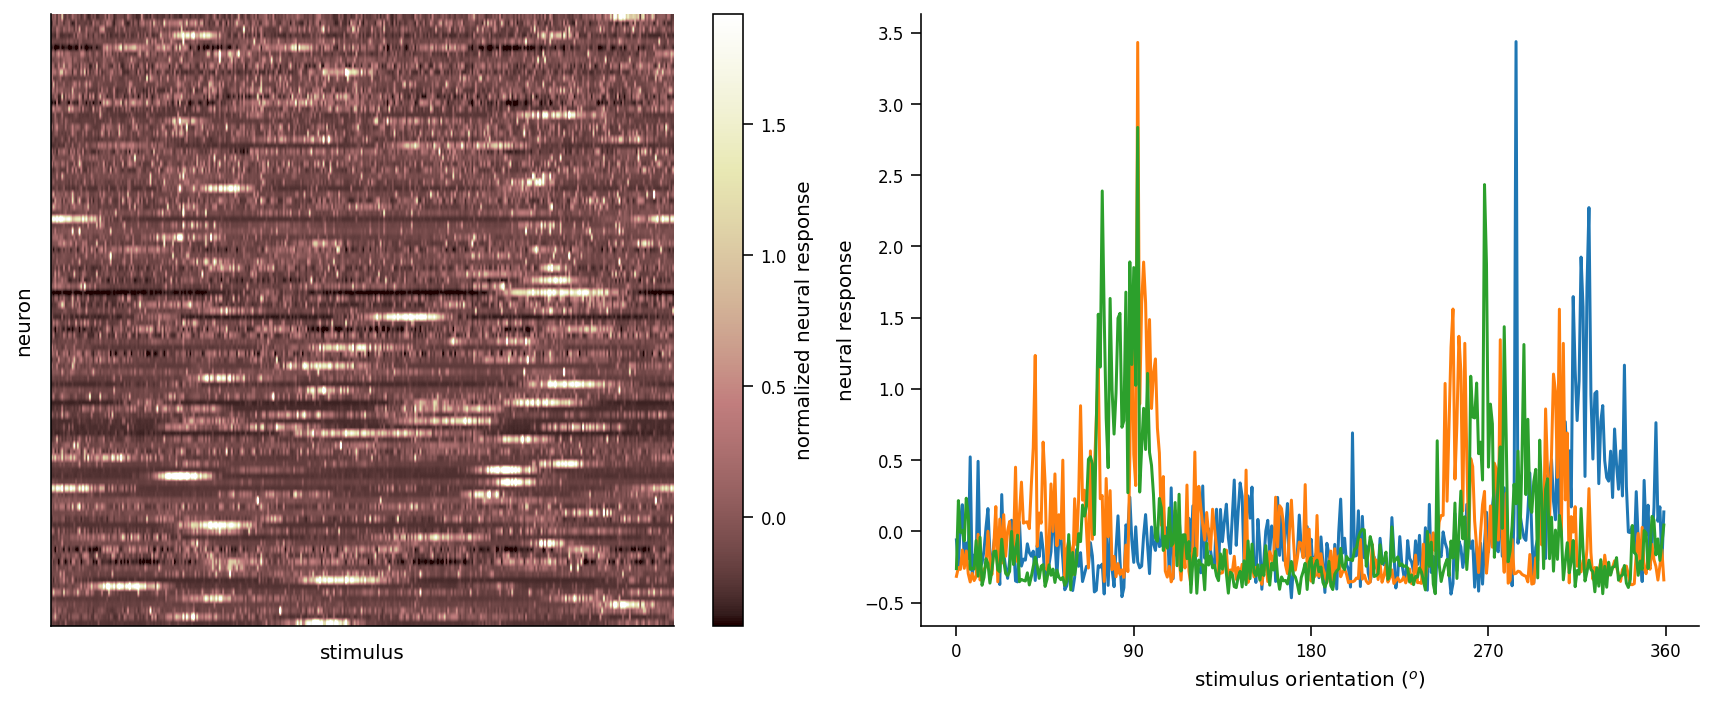 neuron
stimulus
1.5
1.0
0.5
0.0
normalized neural response
neural response
3.5
3.0
2.5
2.0
1.5
1.0
0.5
0.0
−0.5
0 90 180 270 360
stimulus orientation (º)